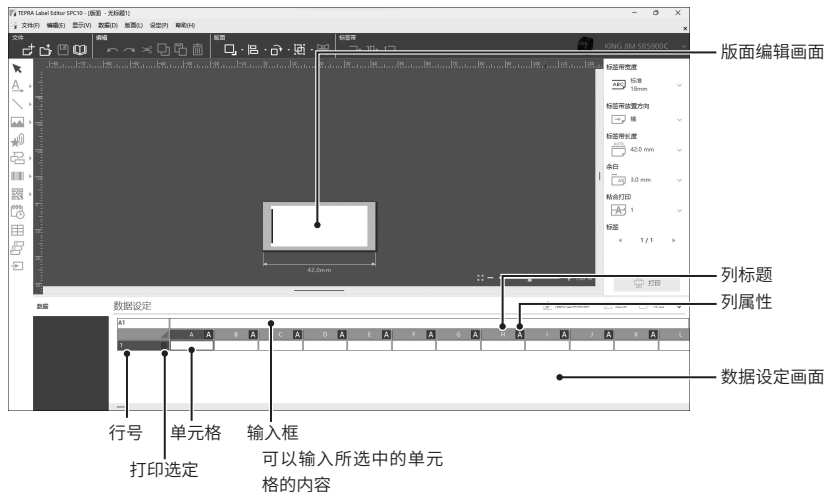 TEPRA Label Editor SPC10 - [版面 - 无标题1]
文件(F) 编辑(E) 显示(V) 数据(D) 版面(L) 设定(P) 帮助(H)
文件 编辑 版面 标签带
KING JIM SR5900C
版面编辑画面
标签带宽度
ABC 标准
18mm
标签带放置方向
横
标签带长度
AUTO
42.0 mm
余白
AB
3.0 mm
粘合打印
A 1
标签
1 / 1
42.0mm
打印
列标题
列属性
数据 数据设定
A1
A A B A C A D A E A F A G A H A I A J A K A L
1
数据设定画面
行号 单元格 输入框
打印选定
可以输入所选中的单元
格的内容